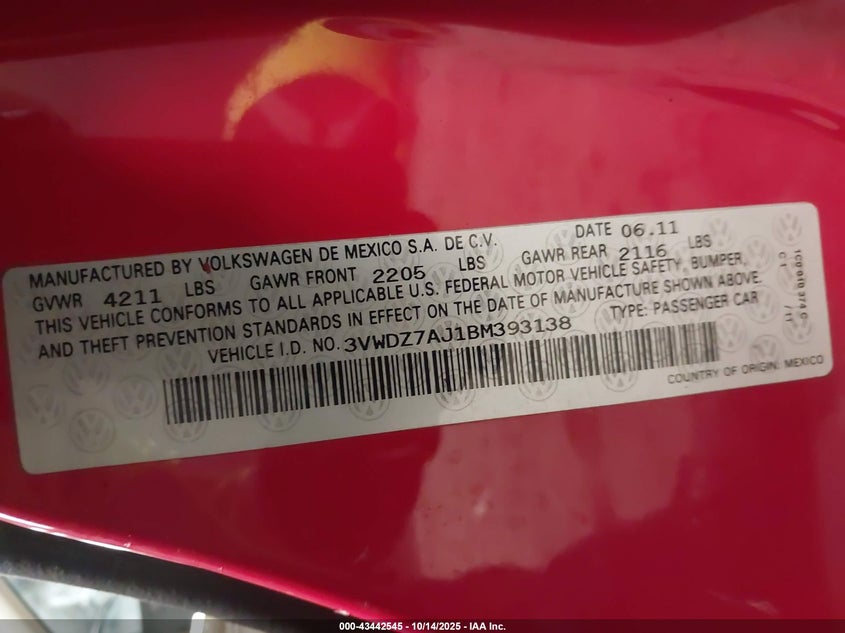 MANUFACTURED BY VOLKSWAGEN DE MEXICO S.A. DE C.V. DATE 06.11
GVWR 4211 LBS GAWR FRONT 2205 LBS GAWR REAR 2116 LBS
THIS VEHICLE CONFORMS TO ALL APPLICABLE U.S. FEDERAL MOTOR VEHICLE SAFETY, BUMPER,
AND THEFT PREVENTION STANDARDS IN EFFECT ON THE DATE OF MANUFACTURE SHOWN ABOVE.
VEHICLE I.D. NO. 3VWDZ7AJ1BM393138 TYPE: PASSENGER CAR
COUNTRY OF ORIGIN: MEXICO
000-43442545 - 10/14/2025 - IAA Inc.